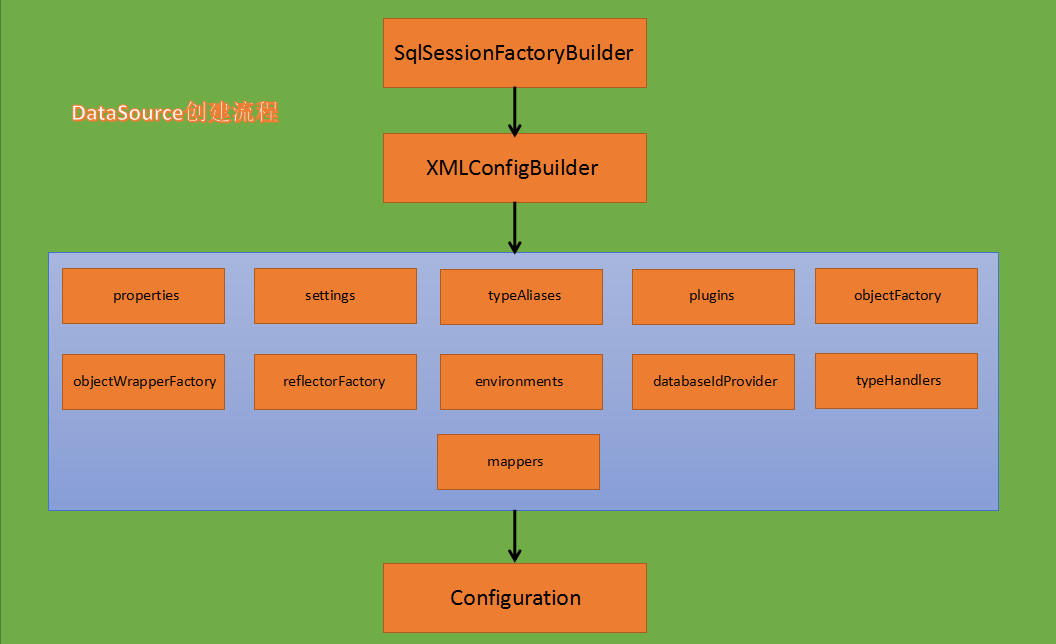 SqlSessionFactoryBuilder
DataSource创建流程
XMLConfigBuilder
properties
settings
typeAliases
plugins
objectFactory
objectWrapperFactory
reflectorFactory
environments
databaseIdProvider
typeHandlers
mappers
Configuration